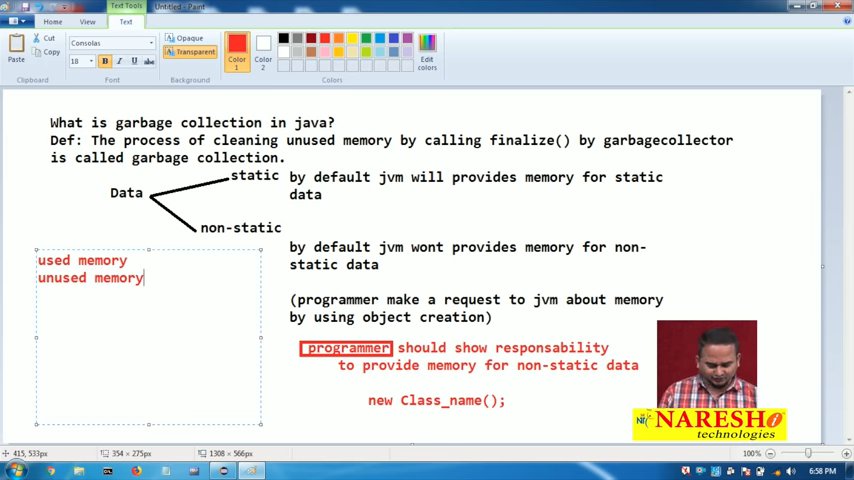 Text Tools
Untitled - Paint
Home
View
Text
Cut
Copy
Paste
Clipboard
Consolas
18
B
I
U
abc
Font
Opaque
Transparent
Background
Color
1
Color
2
Edit
colors
Colors
What is garbage collection in java?
Def: The process of cleaning unused memory by calling finalize() by garbagecollector
is called garbage collection.
static
by default jvm will provides memory for static
data
Data
non-static
by default jvm wont provides memory for non-
static data
used memory
unused memory
(programmer make a request to jvm about memory
by using object creation)
programmer should show responsability
to provide memory for non-static data
new Class_name();
NARESH i
technologies
415, 533px
354 × 275px
1308 × 566px
100%
6:58 PM